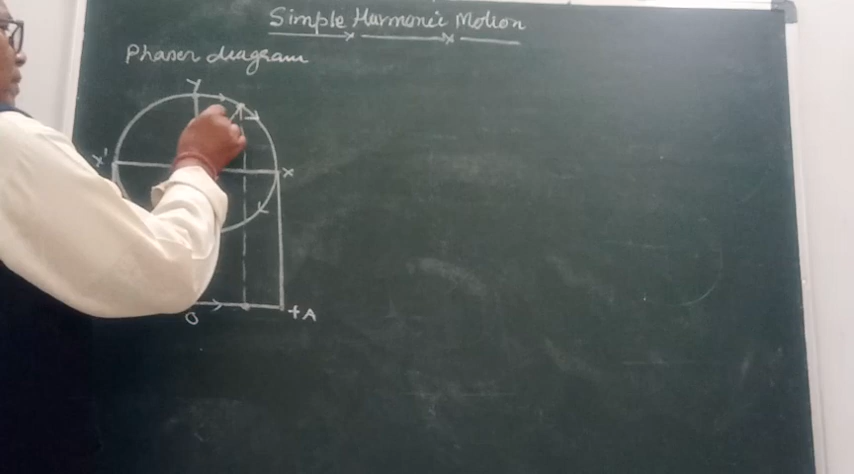 Simple Harmonic Motion
Phaser diagram
Y
X' X
O +A